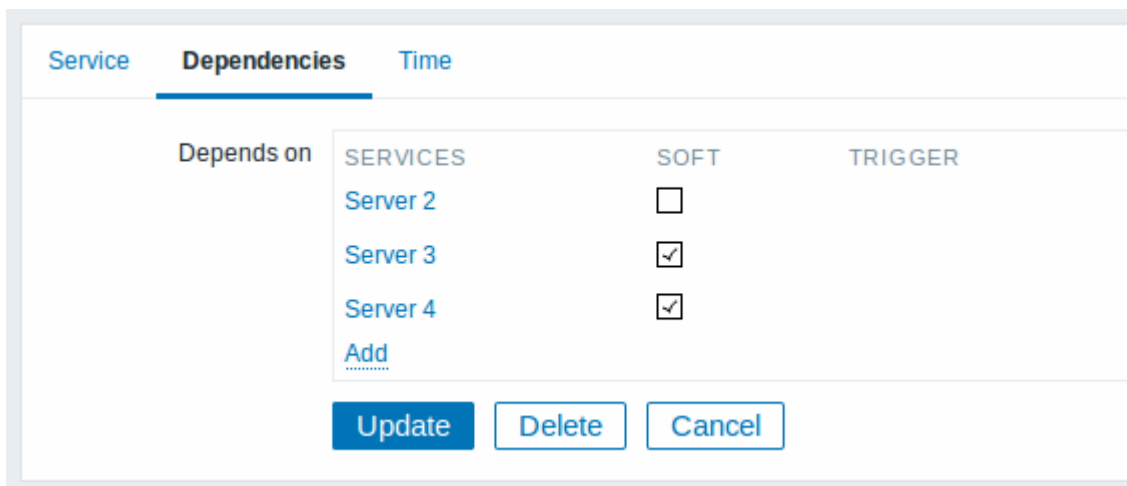 Service Dependencies Time
Depends on SERVICES SOFT TRIGGER
Server 2
Server 3
Server 4
Add
Update Delete Cancel